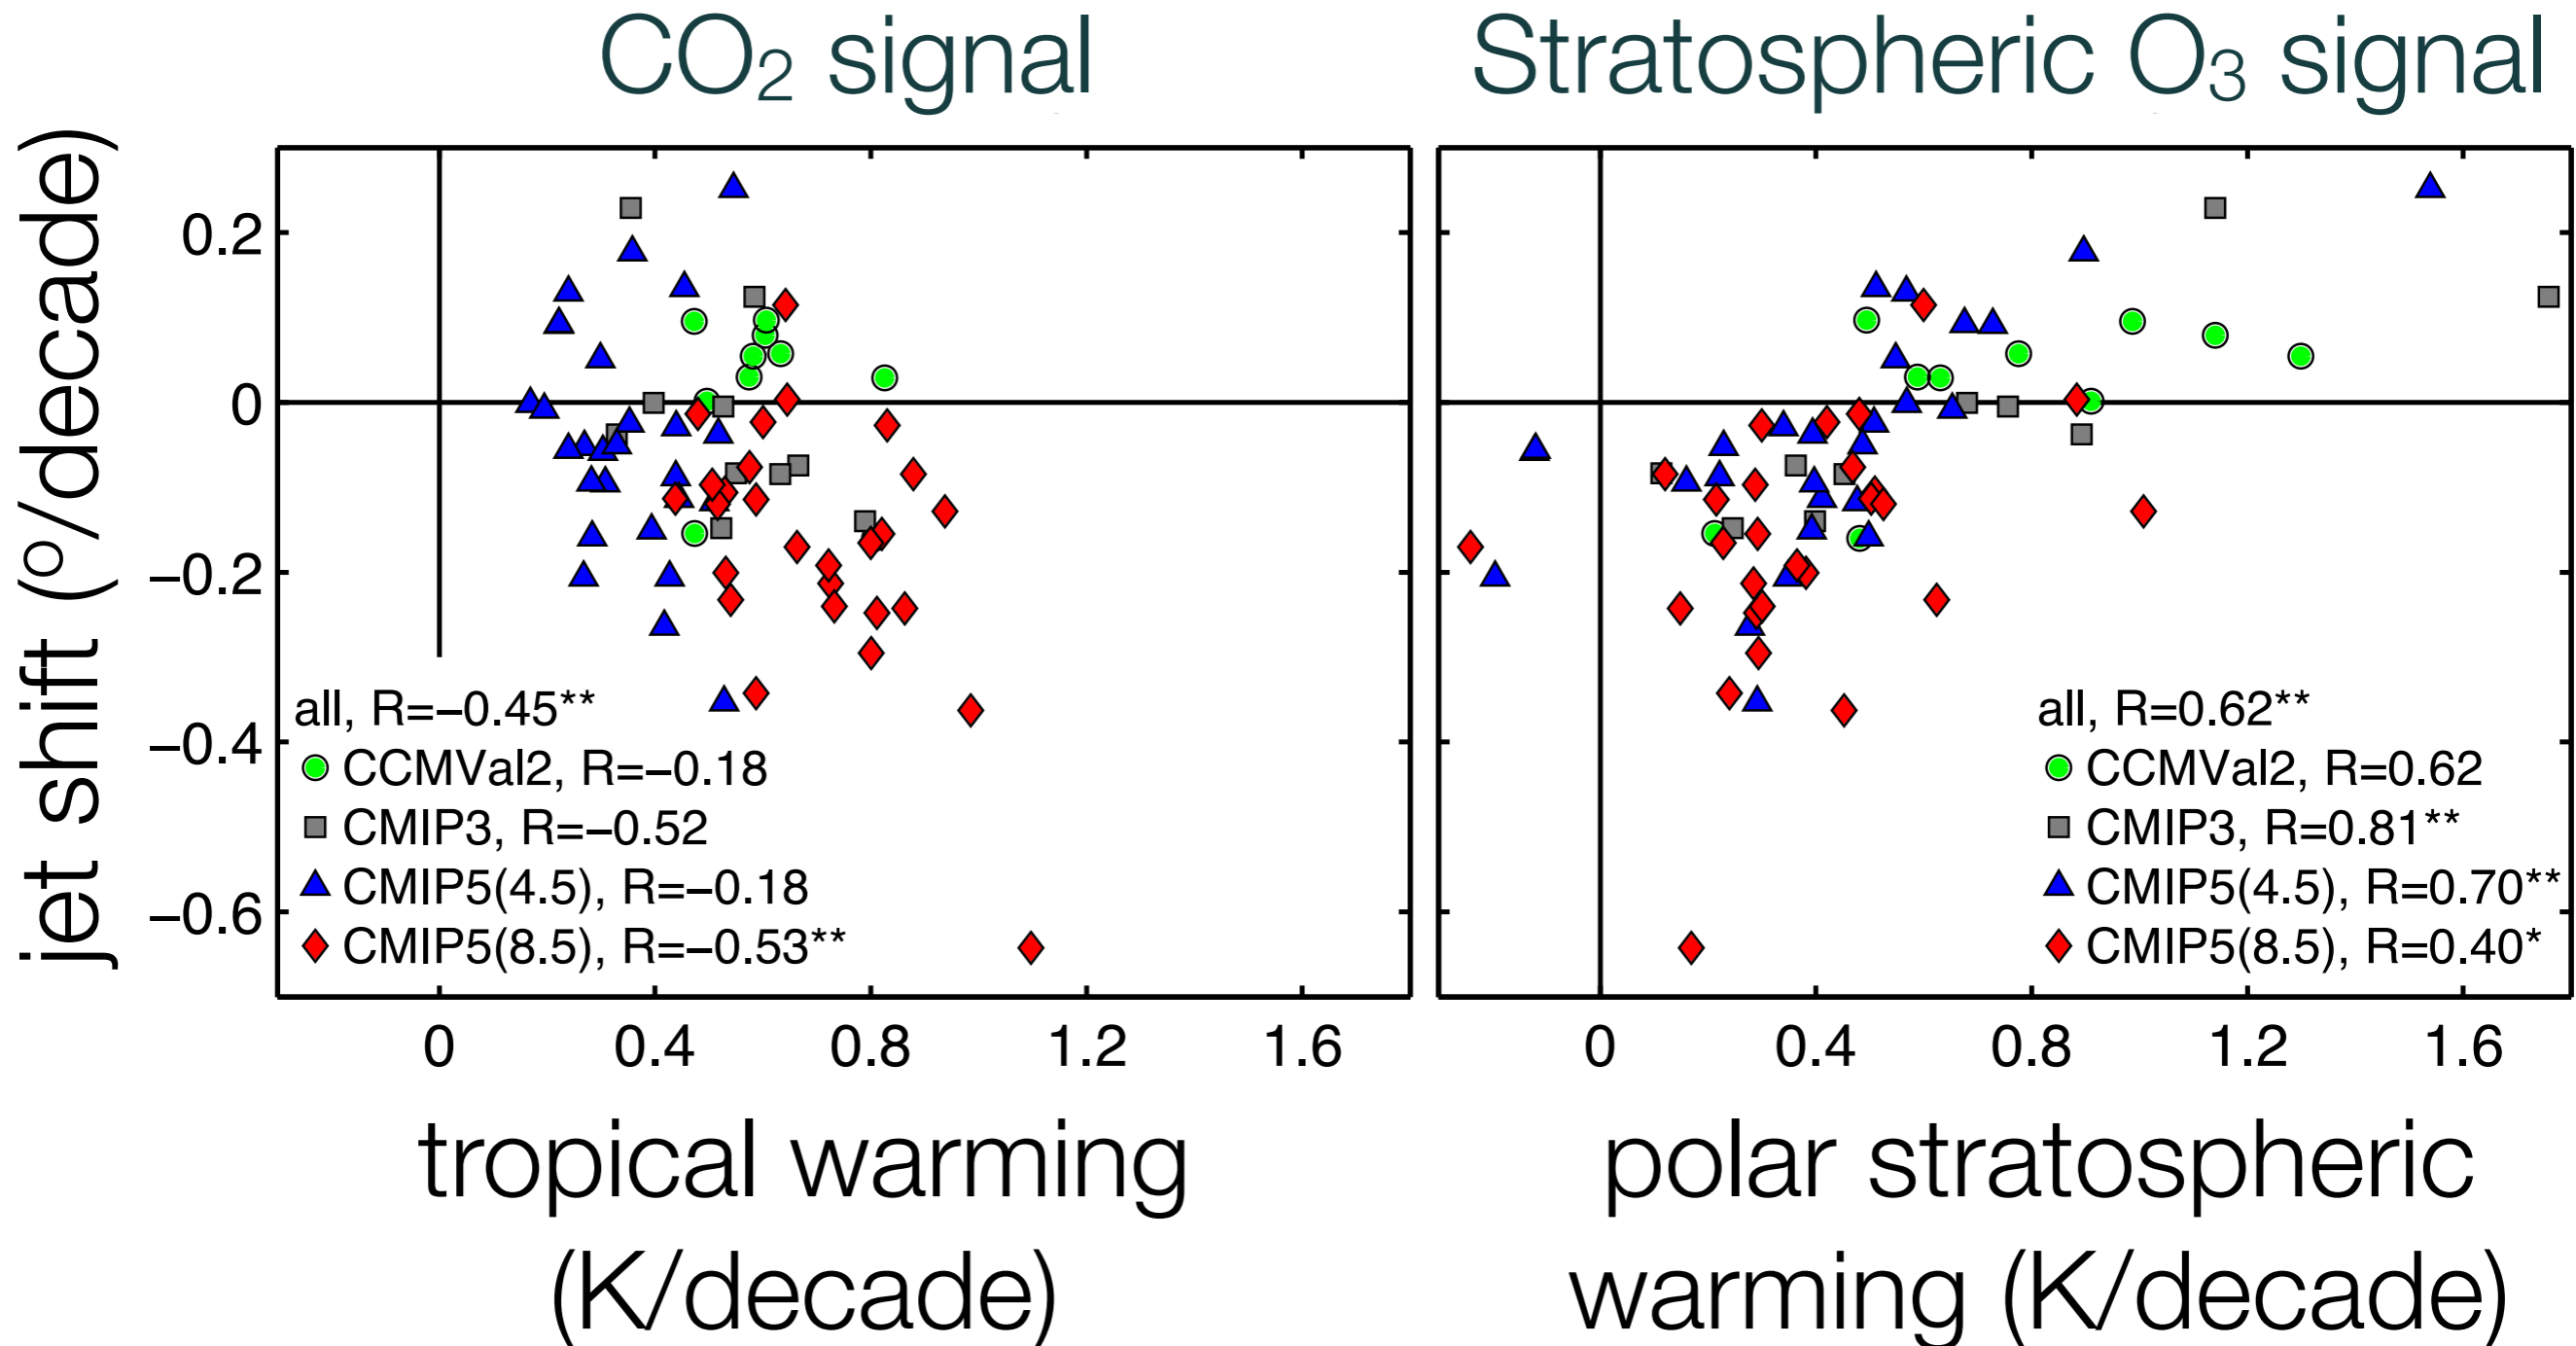 CO₂ signal
Stratospheric O₃ signal
jet shift (º/decade)
0.2
0
−0.2
−0.4
−0.6
all, R=−0.45**
CCMVal2, R=−0.18
CMIP3, R=−0.52
CMIP5(4.5), R=−0.18
CMIP5(8.5), R=−0.53**
all, R=0.62**
CCMVal2, R=0.62
CMIP3, R=0.81**
CMIP5(4.5), R=0.70**
CMIP5(8.5), R=0.40*
0 0.4 0.8 1.2 1.6
0 0.4 0.8 1.2 1.6
tropical warming
(K/decade)
polar stratospheric
warming (K/decade)